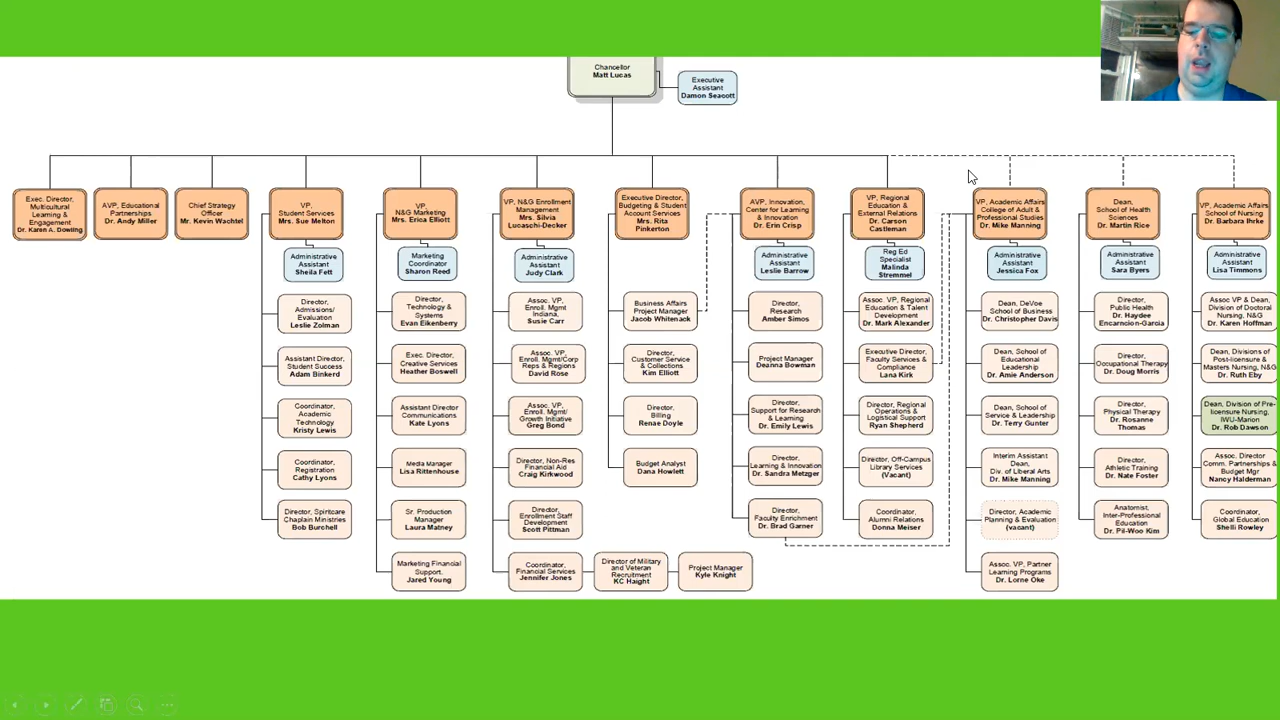 Chancellor
Matt Lucas
Executive
Assistant
Damon Seacott
Exec. Director,
Multicultural
Learning &
Engagement
Dr. Karen A. Dowling
AVP, Educational
Partnerships
Dr. Andy Miller
Chief Strategy
Officer
Mr. Kevin Wachtel
VP,
Student Services
Mrs. Sue Melton
VP,
N&G Marketing
Mrs. Erica Elliott
VP, N&G Enrollment
Management
Mrs. Silvia
Lucaschi-Decker
Executive Director,
Budgeting & Student
Account Services
Mrs. Rita
Pinkerton
AVP, Innovation,
Center for Learning
& Innovation
Dr. Erin Crisp
VP, Regional
Education &
External Relations
Dr. Carson
Castleman
VP, Academic Affairs
College of Adult &
Professional Studies
Dr. Mike Manning
Dean,
School of Health
Sciences
Dr. Martin Rice
VP, Academic Affairs
School of Nursing
Dr. Barbara Ihrke
Administrative
Assistant
Sheila Fett
Marketing
Coordinator
Sharon Reed
Administrative
Assistant
Judy Clark
Administrative
Assistant
Leslie Barrow
Reg Ed
Specialist
Malinda
Stremmel
Administrative
Assistant
Jessica Fox
Administrative
Assistant
Sara Byers
Administrative
Assistant
Lisa Timmons
Director,
Admissions/
Evaluation
Leslie Zolman
Director,
Technology &
Systems
Evan Eikenberry
Assoc. VP,
Enroll. Mgmt
Indiana,
Susie Carr
Business Affairs
Project Manager
Jacob Whitenack
Director,
Research
Amber Simos
Assoc. VP, Regional
Education & Talent
Development
Dr. Mark Alexander
Dean, DeVoe
School of Business
Dr. Christopher Davis
Director,
Public Health
Dr. Haydee
Encarncion-Garcia
Assoc VP & Dean,
Division of Doctoral
Nursing, N&G
Dr. Karen Hoffman
Assistant Director,
Student Success
Adam Binkerd
Exec. Director,
Creative Services
Heather Boswell
Assoc. VP,
Enroll. Mgmt/Corp
Reps & Regions
David Rose
Director,
Customer Service
& Collections
Kim Elliott
Project Manager
Deanna Bowman
Executive Director,
Faculty Services &
Compliance
Lana Kirk
Dean, School of
Educational
Leadership
Dr. Amie Anderson
Director,
Occupational Therapy
Dr. Doug Morris
Dean, Divisions of
Post-licensure &
Masters Nursing, N&G
Dr. Ruth Eby
Coordinator,
Academic
Technology
Kristy Lewis
Assistant Director
Communications
Kate Lyons
Assoc. VP,
Enroll. Mgmt/
Growth Initiative
Greg Bond
Director,
Billing
Renae Doyle
Director,
Support for Research
& Learning
Dr. Emily Lewis
Director, Regional
Operations &
Logistical Support
Ryan Shepherd
Dean, School of
Service & Leadership
Dr. Terry Gunter
Director,
Physical Therapy
Dr. Rosanne
Thomas
Dean, Division of Pre-
licensure Nursing,
IWU-Marion
Dr. Rob Dawson
Coordinator,
Registration
Cathy Lyons
Media Manager
Lisa Rittenhouse
Director, Non-Res
Financial Aid
Craig Kirkwood
Budget Analyst
Dana Howlett
Director,
Learning & Innovation
Dr. Sandra Metzger
Director, Off-Campus
Library Services
(Vacant)
Interim Assistant
Dean,
Div. of Liberal Arts
Dr. Mike Manning
Director,
Athletic Training
Dr. Nate Foster
Assoc. Director
Comm. Partnerships &
Budget Mgr
Nancy Halderman
Director, Spiritcare
Chaplain Ministries
Bob Burchell
Sr. Production
Manager
Laura Matney
Director,
Enrollment Staff
Development
Scott Pittman
Director,
Faculty Enrichment
Dr. Brad Garner
Coordinator,
Alumni Relations
Donna Meiser
Director, Academic
Planning & Evaluation
(vacant)
Anatomist,
Inter-Professional
Education
Dr. Pil-Woo Kim
Coordinator,
Global Education
Shelli Rowley
Marketing Financial
Support.
Jared Young
Coordinator,
Financial Services
Jennifer Jones
Director of Military
and Veteran
Recruitment
KC Haight
Project Manager
Kyle Knight
Assoc. VP, Partner
Learning Programs
Dr. Lorne Oke